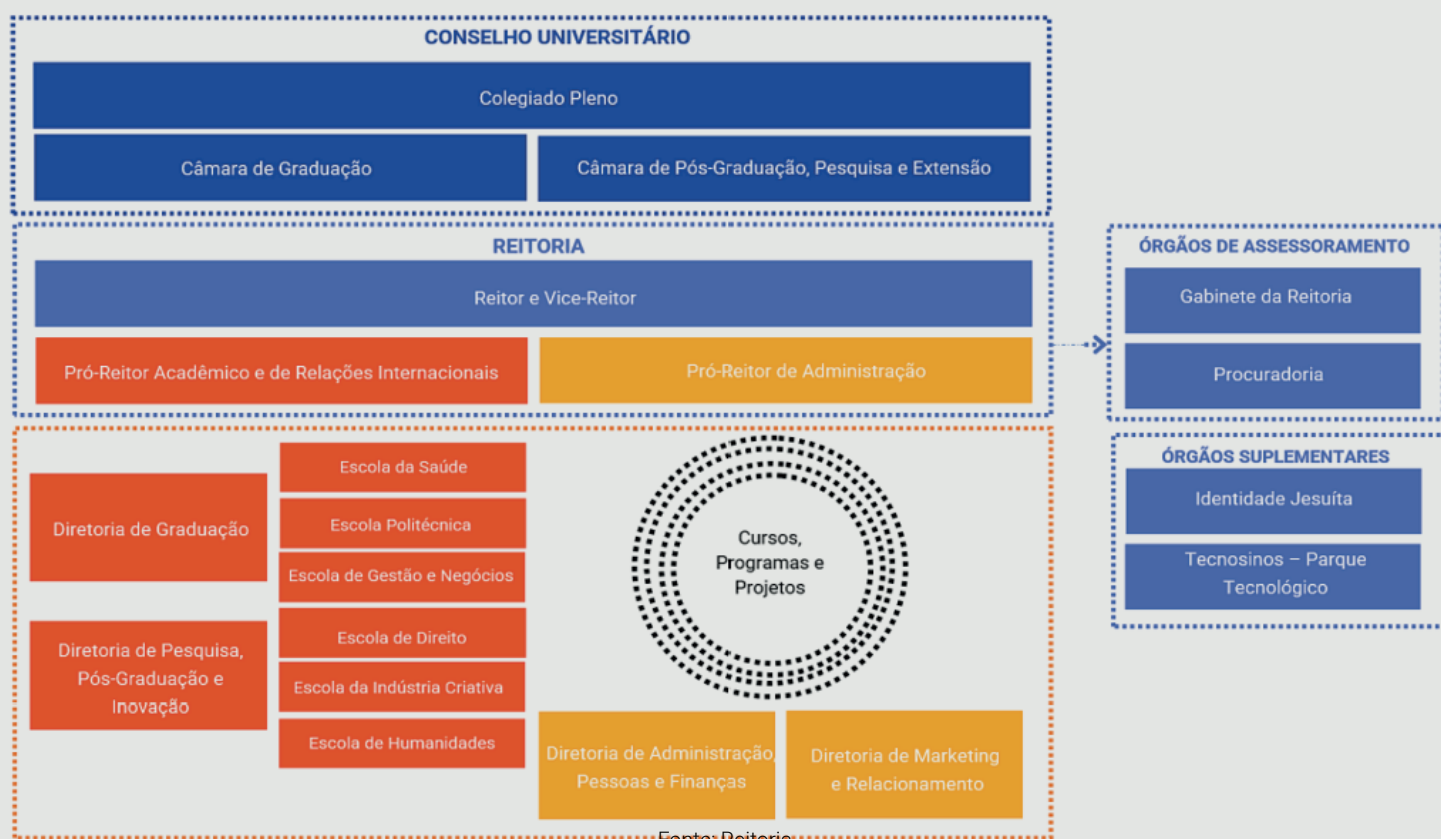 CONSELHO UNIVERSITÁRIO
Colegiado Pleno
Câmara de Graduação
Câmara de Pós-Graduação, Pesquisa e Extensão
REITORIA
Reitor e Vice-Reitor
Pró-Reitor Acadêmico e de Relações Internacionais
Pró-Reitor de Administração
ÓRGÃOS DE ASSESSORAMENTO
Gabinete da Reitoria
Procuradoria
ÓRGÃOS SUPLEMENTARES
Identidade Jesuíta
Tecnosinos – Parque
Tecnológico
Diretoria de Graduação
Diretoria de Pesquisa,
Pós-Graduação e
Inovação
Escola da Saúde
Escola Politécnica
Escola de Gestão e Negócios
Escola de Direito
Escola da Indústria Criativa
Escola de Humanidades
Cursos,
Programas e
Projetos
Diretoria de Administração,
Pessoas e Finanças
Diretoria de Marketing
e Relacionamento
Fonte: Reitoria